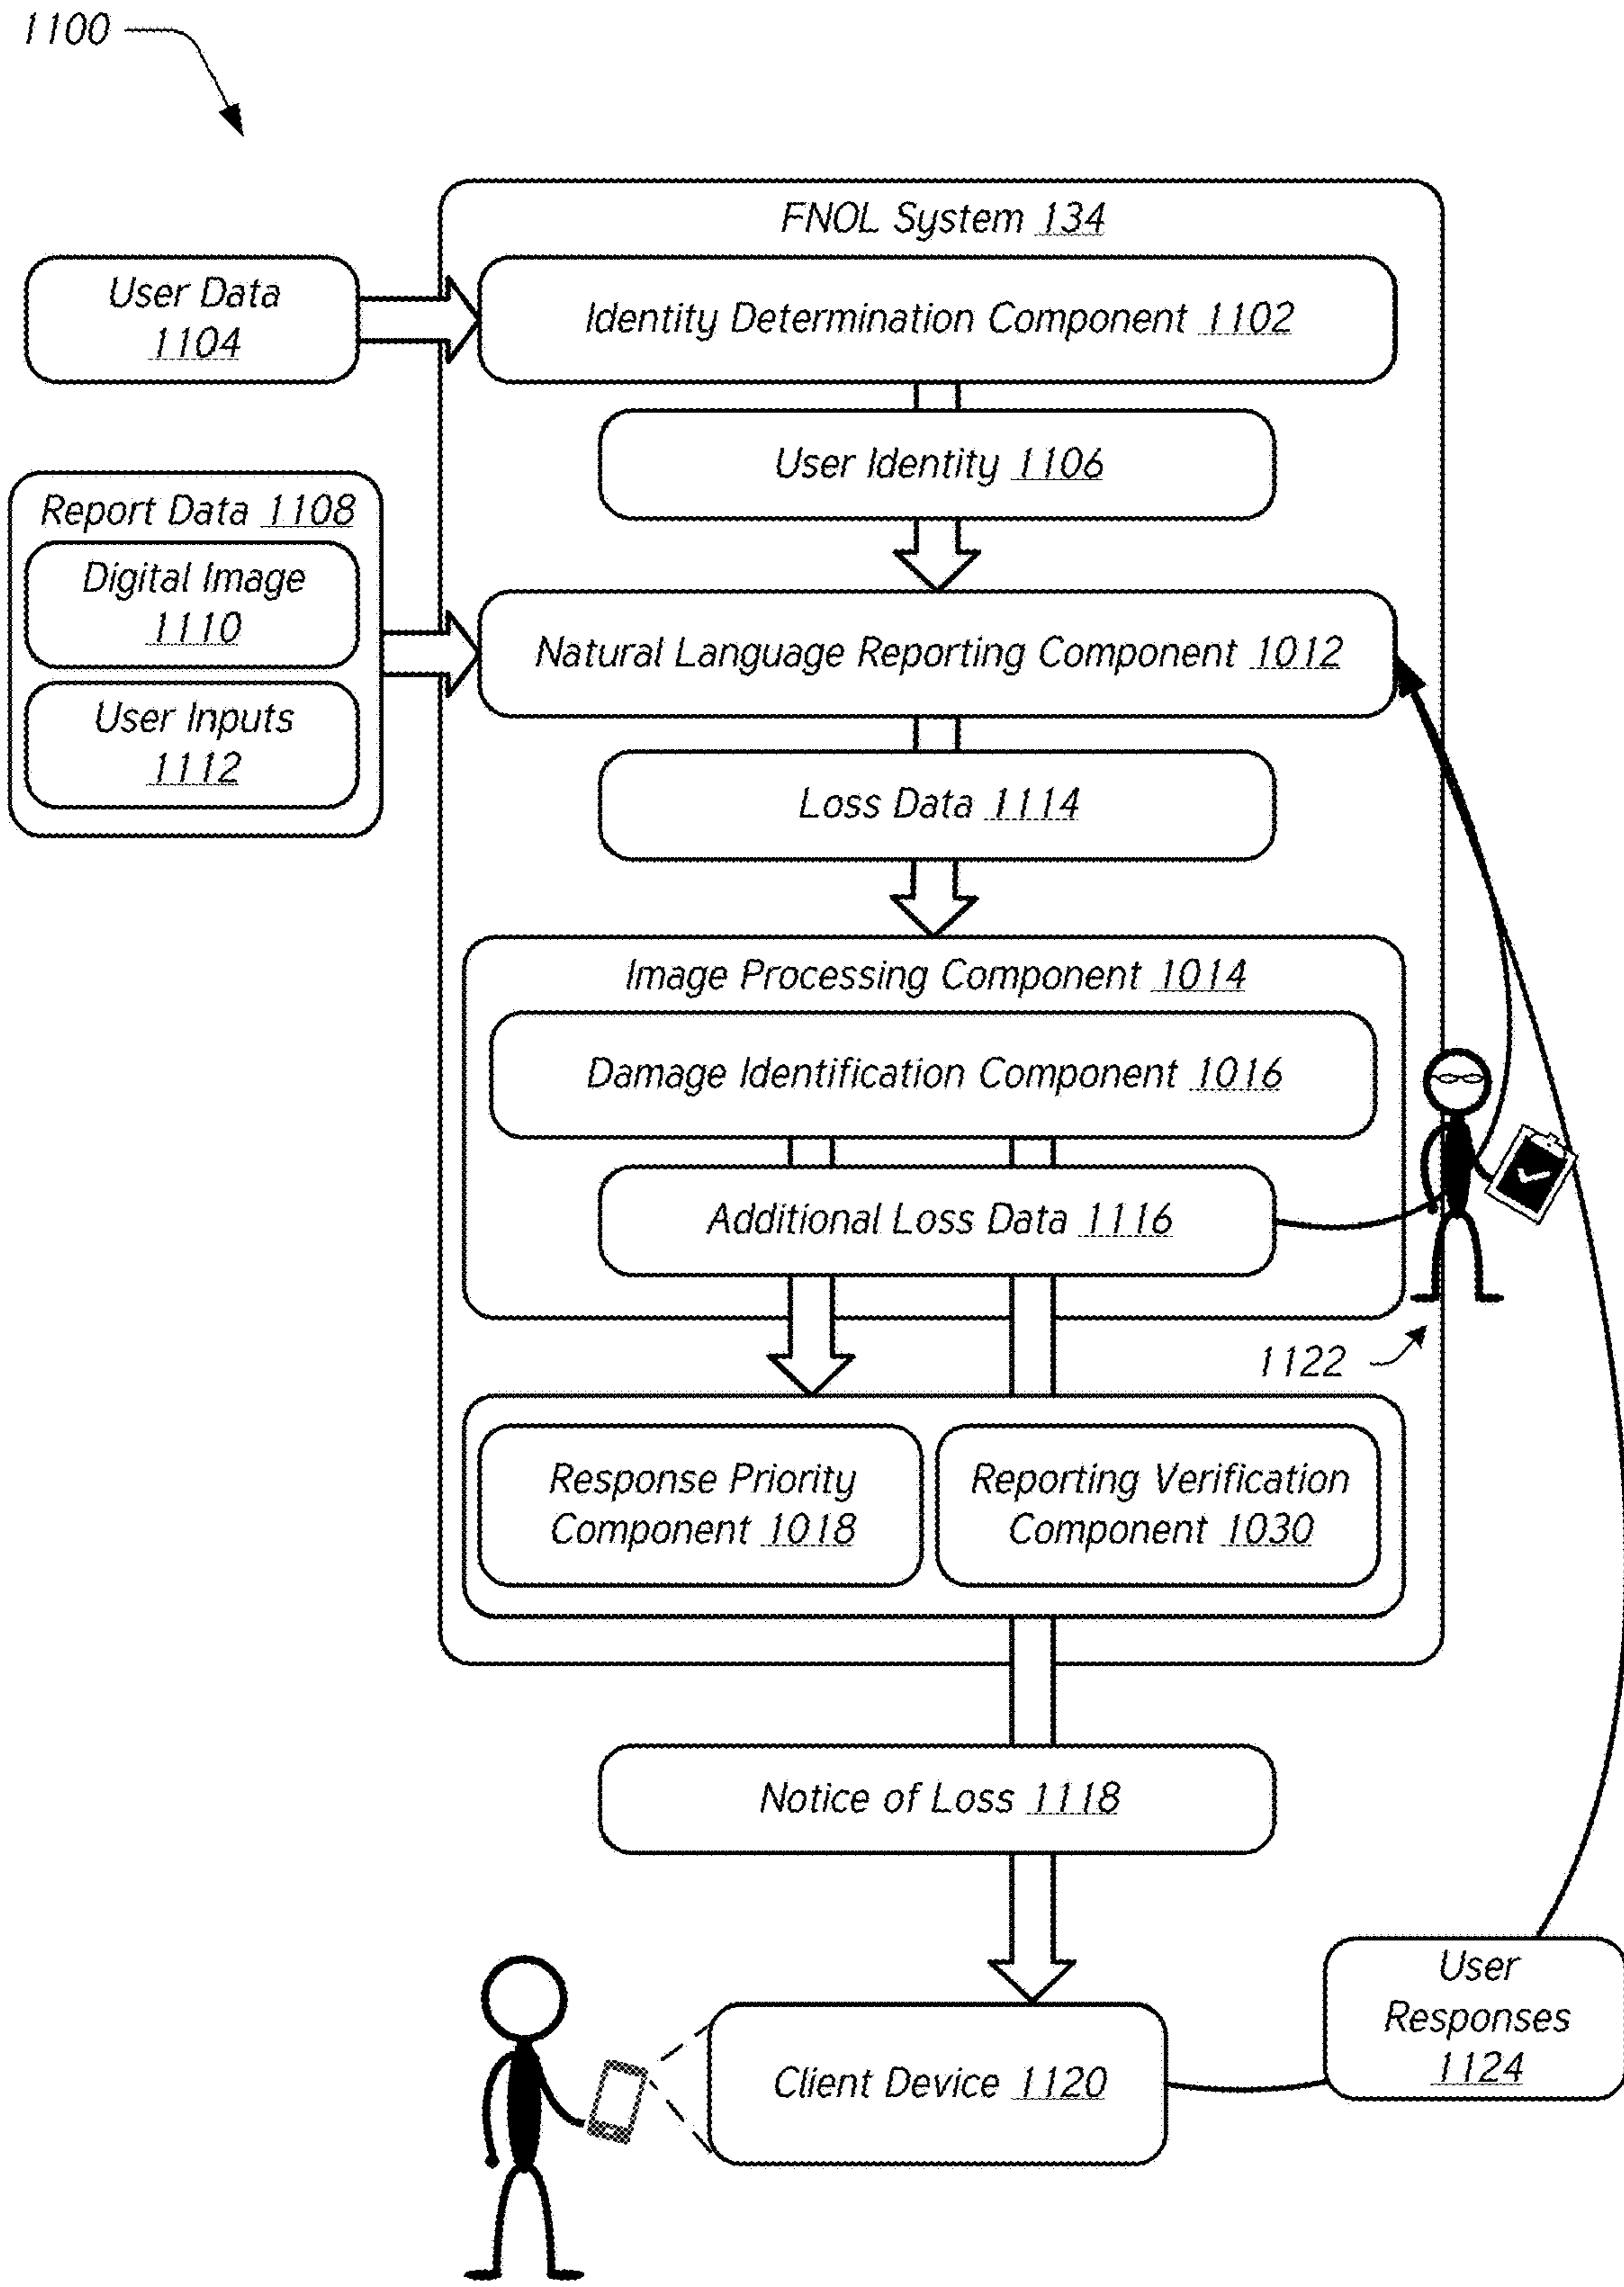 1100
FNOL System 134
User Data
1104
Identity Determination Component 1102
User Identity 1106
Report Data 1108
Digital Image
1110
User Inputs
1112
Natural Language Reporting Component 1012
Loss Data 1114
Image Processing Component 1014
Damage Identification Component 1016
Additional Loss Data 1116
1122
Response Priority
Component 1018
Reporting Verification
Component 1030
Notice of Loss 1118
Client Device 1120
User
Responses
1124